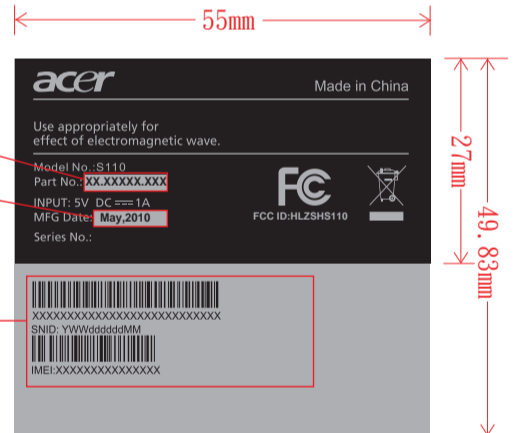 55mm
acer
Made in China
Use appropriately for
effect of electromagnetic wave.
Model No.:S110
Part No.: XX.XXXXX.XXX
INPUT: 5V DC ⎓ 1A
MFG Date: May,2010
Series No.:
FC
FCC ID:HLZSHS110
27mm
49.83mm
XXXXXXXXXXXXXXXXXXXXXXXXXXX
SNID: YWWddddddMM
IMEI:XXXXXXXXXXXXXXX